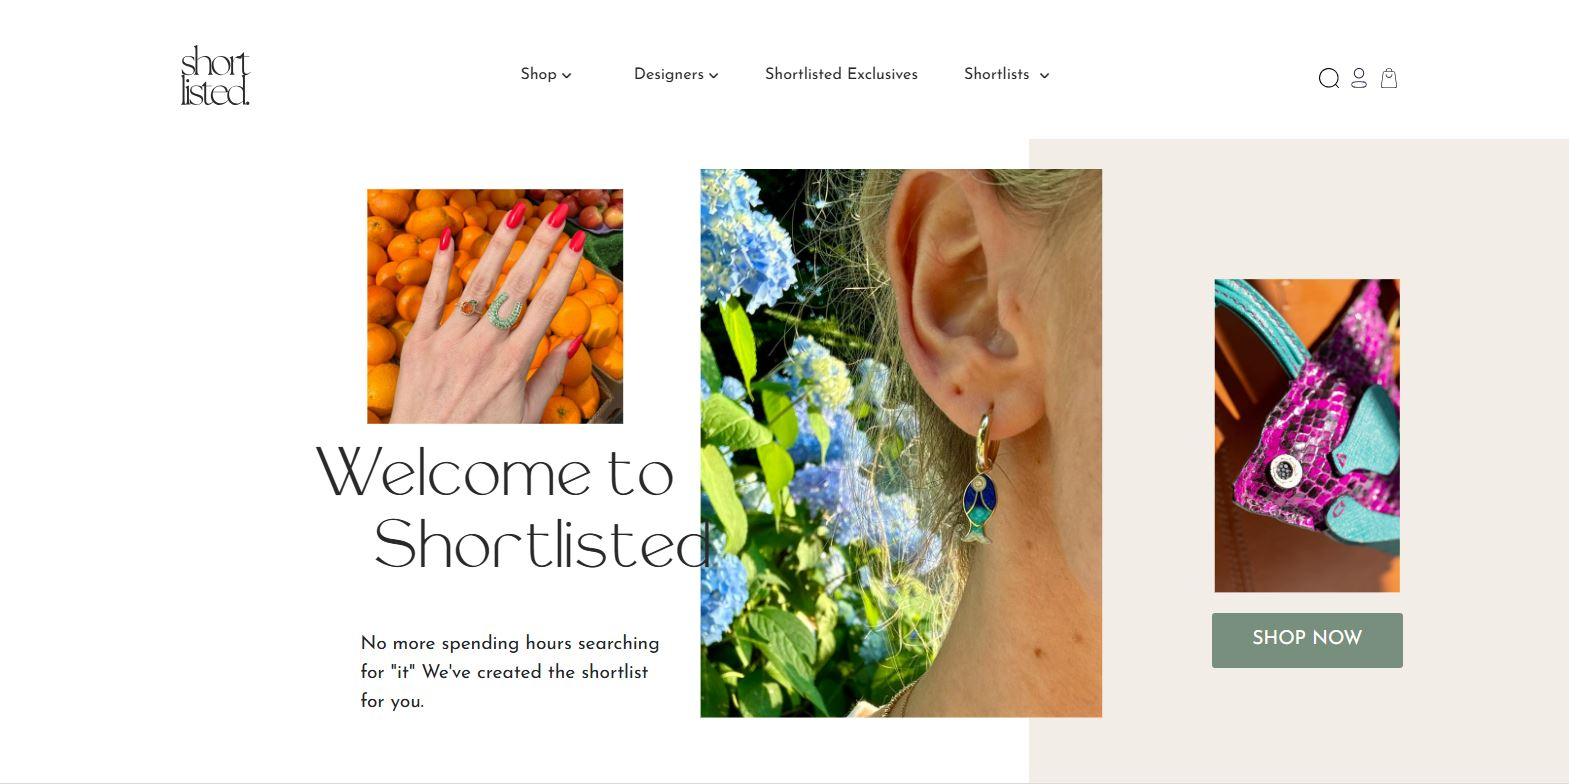 short
listed.
Shop
Designers
Shortlisted Exclusives
Shortlists
Welcome to
Shortlisted
No more spending hours searching
for "it" We've created the shortlist
for you.
SHOP NOW